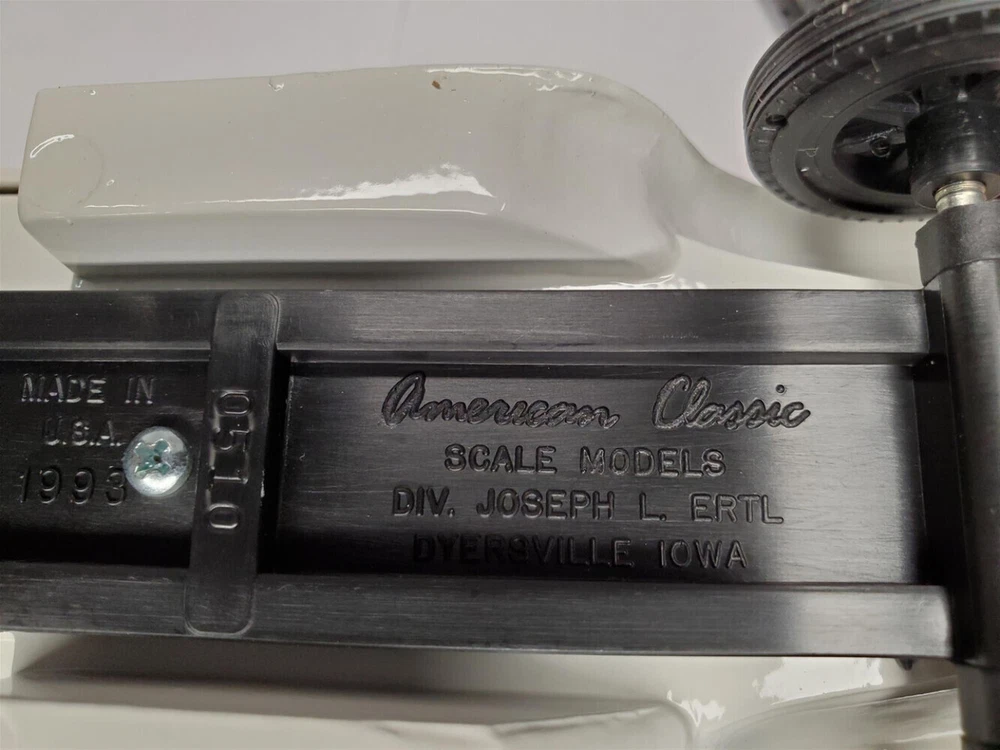 MADE IN
U.S.A.
1993
0510
American Classic
SCALE MODELS
DIV. JOSEPH L. ERTL
DYERSVILLE IOWA